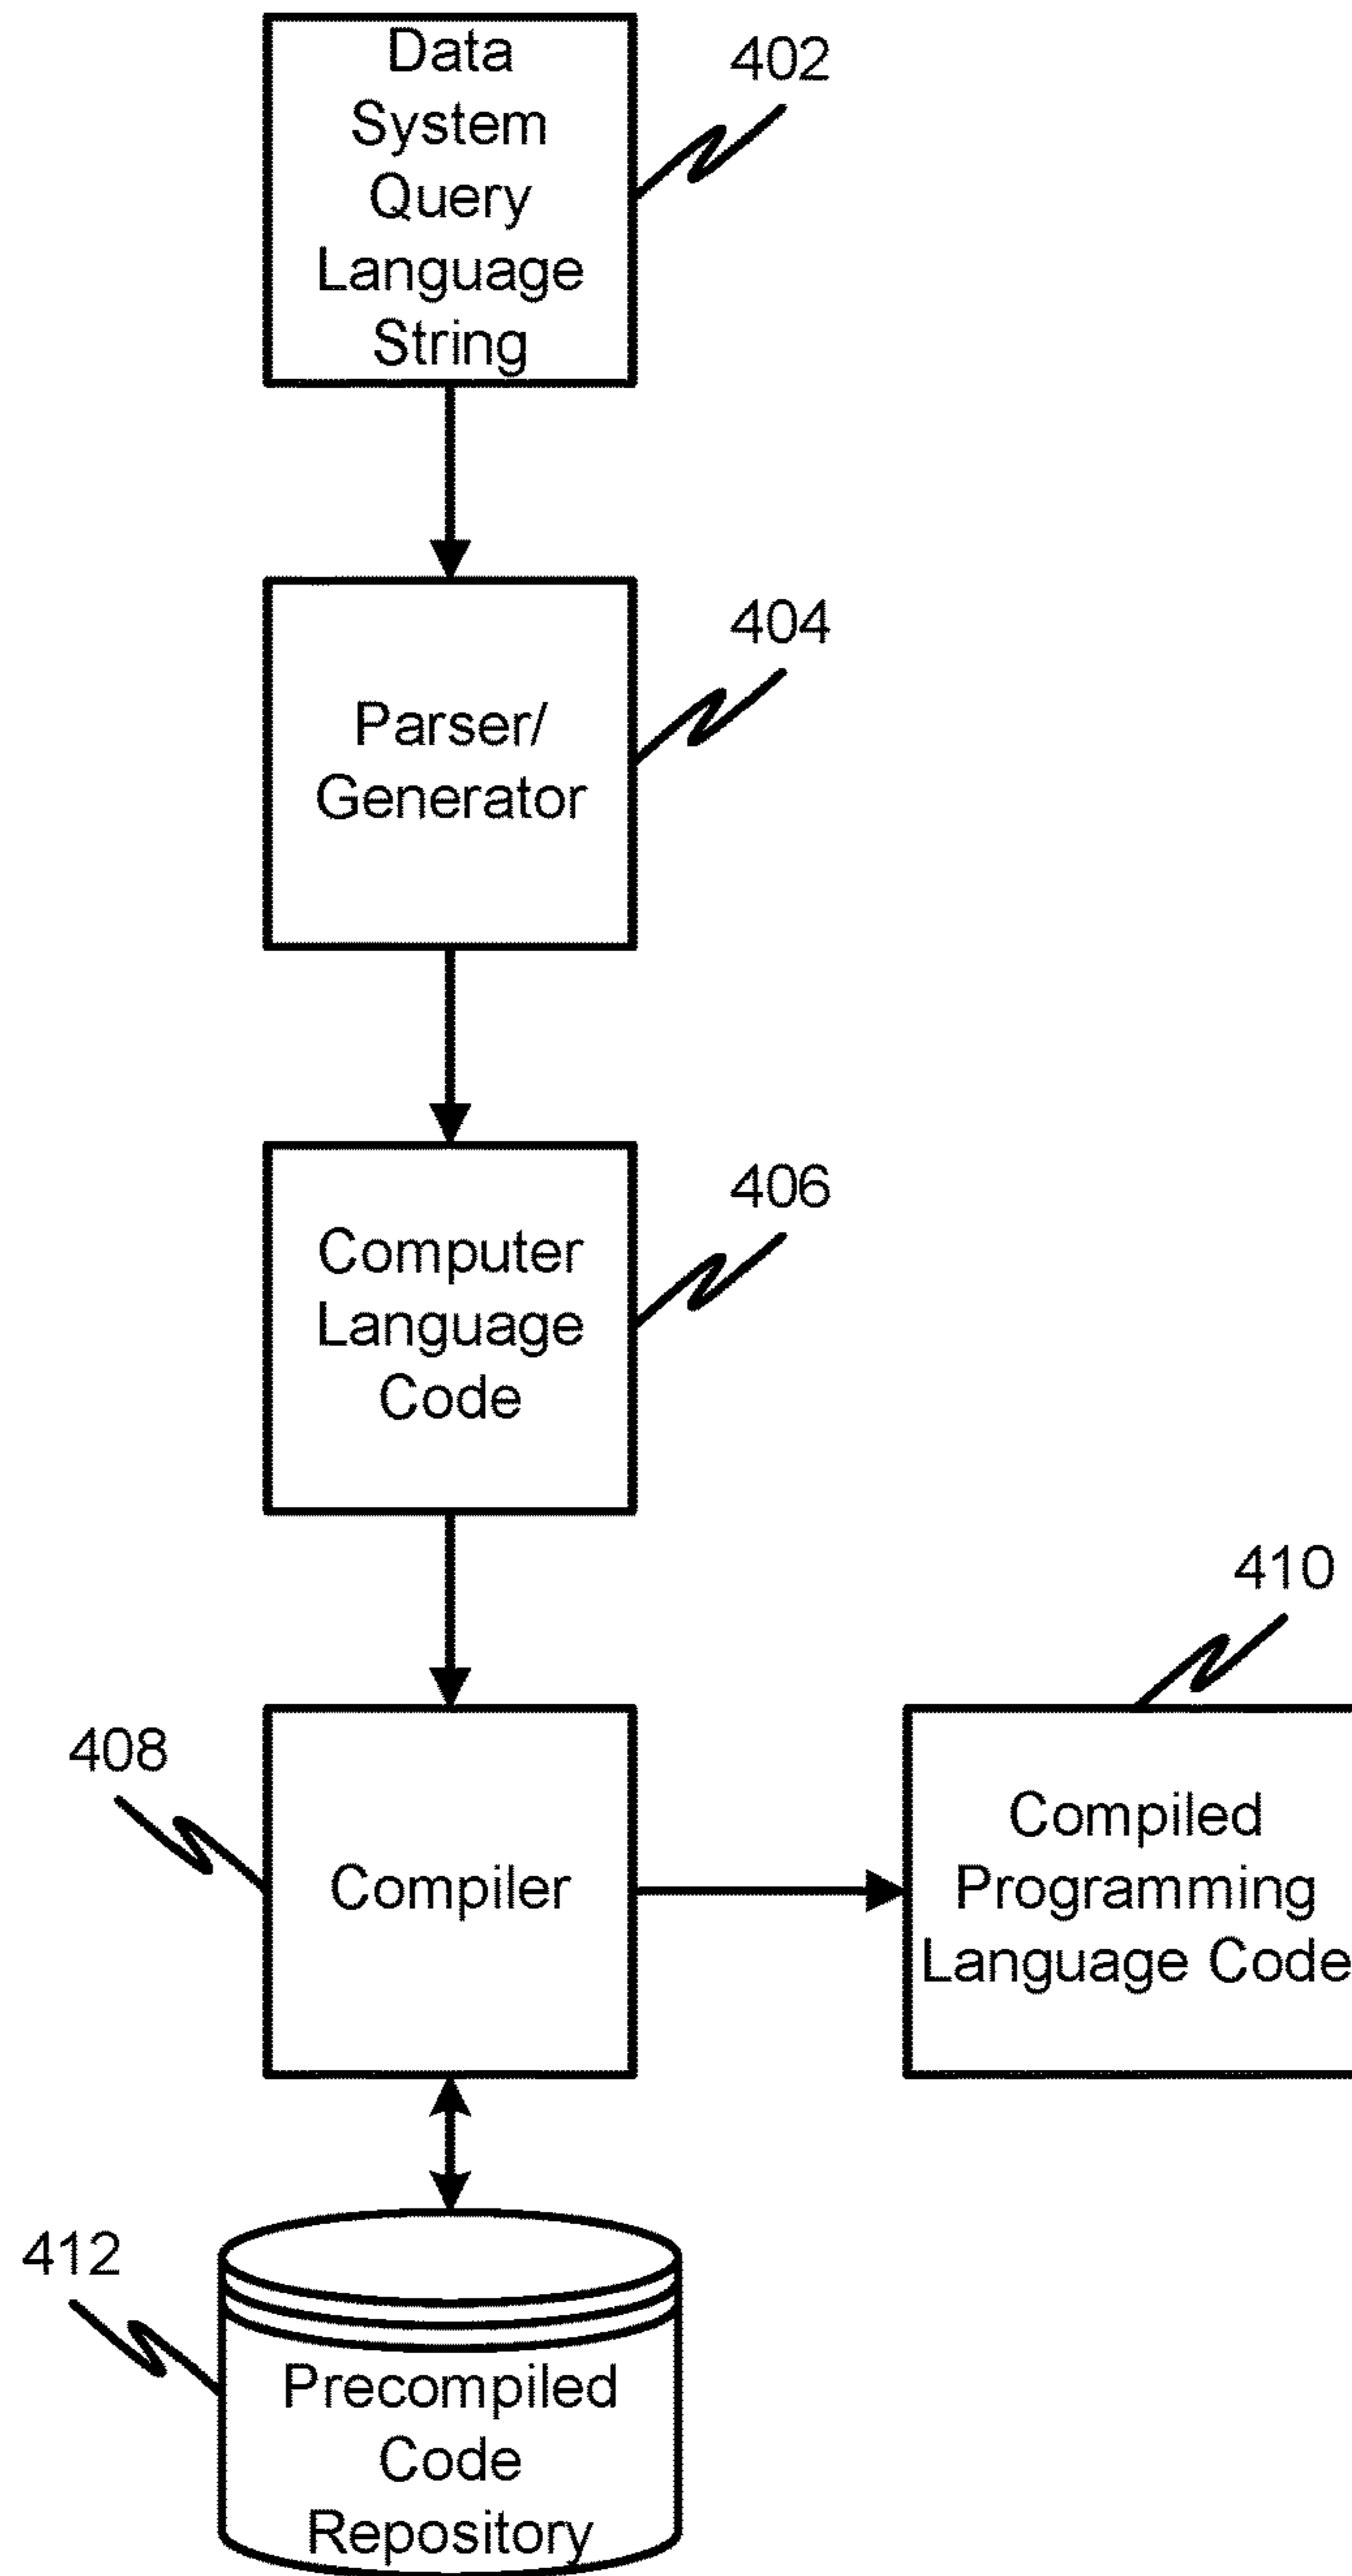 Data
System
Query
Language
String
402
Parser/
Generator
404
Computer
Language
Code
406
408
Compiler
410
Compiled
Programming
Language Code
412
Precompiled
Code
Repository